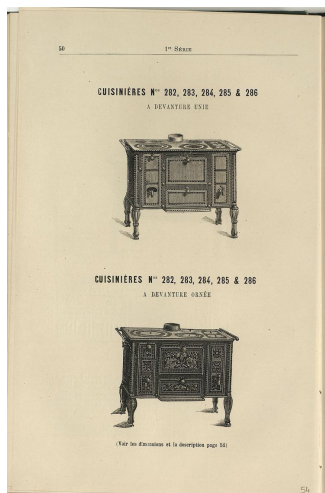 50
1re SÉRIE
CUISINIÈRES Nos 282, 283, 284, 285 & 286
A DEVANTURE UNIE
CUISINIÈRES Nos 282, 283, 284, 285 & 286
A DEVANTURE ORNÉE
(Voir les dimensions et la description page 51)
54